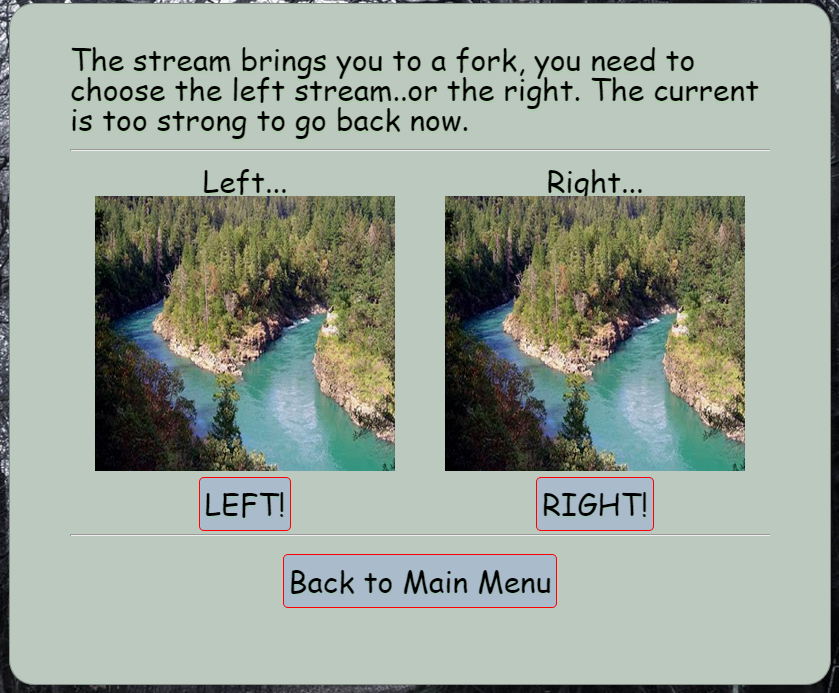 The stream brings you to a fork, you need to
choose the left stream..or the right. The current
is too strong to go back now.
Left...
Right...
LEFT!
RIGHT!
Back to Main Menu